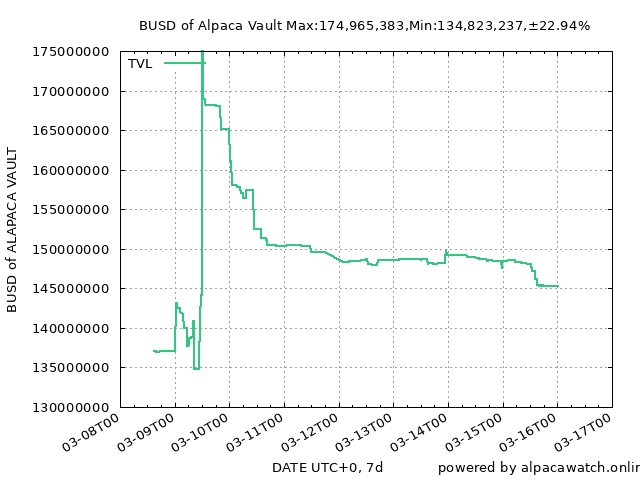 BUSD of Alpaca Vault Max:174,965,383,Min:134,823,237,±22.94%
175000000
TVL
170000000
165000000
160000000
155000000
150000000
145000000
140000000
135000000
130000000
BUSD of ALAPACA VAULT
03-08T00
03-09T00
03-10T00
03-11T00
03-12T00
03-13T00
03-14T00
03-15T00
03-16T00
03-17T00
DATE UTC+0, 7d
powered by alpacawatch.onlin